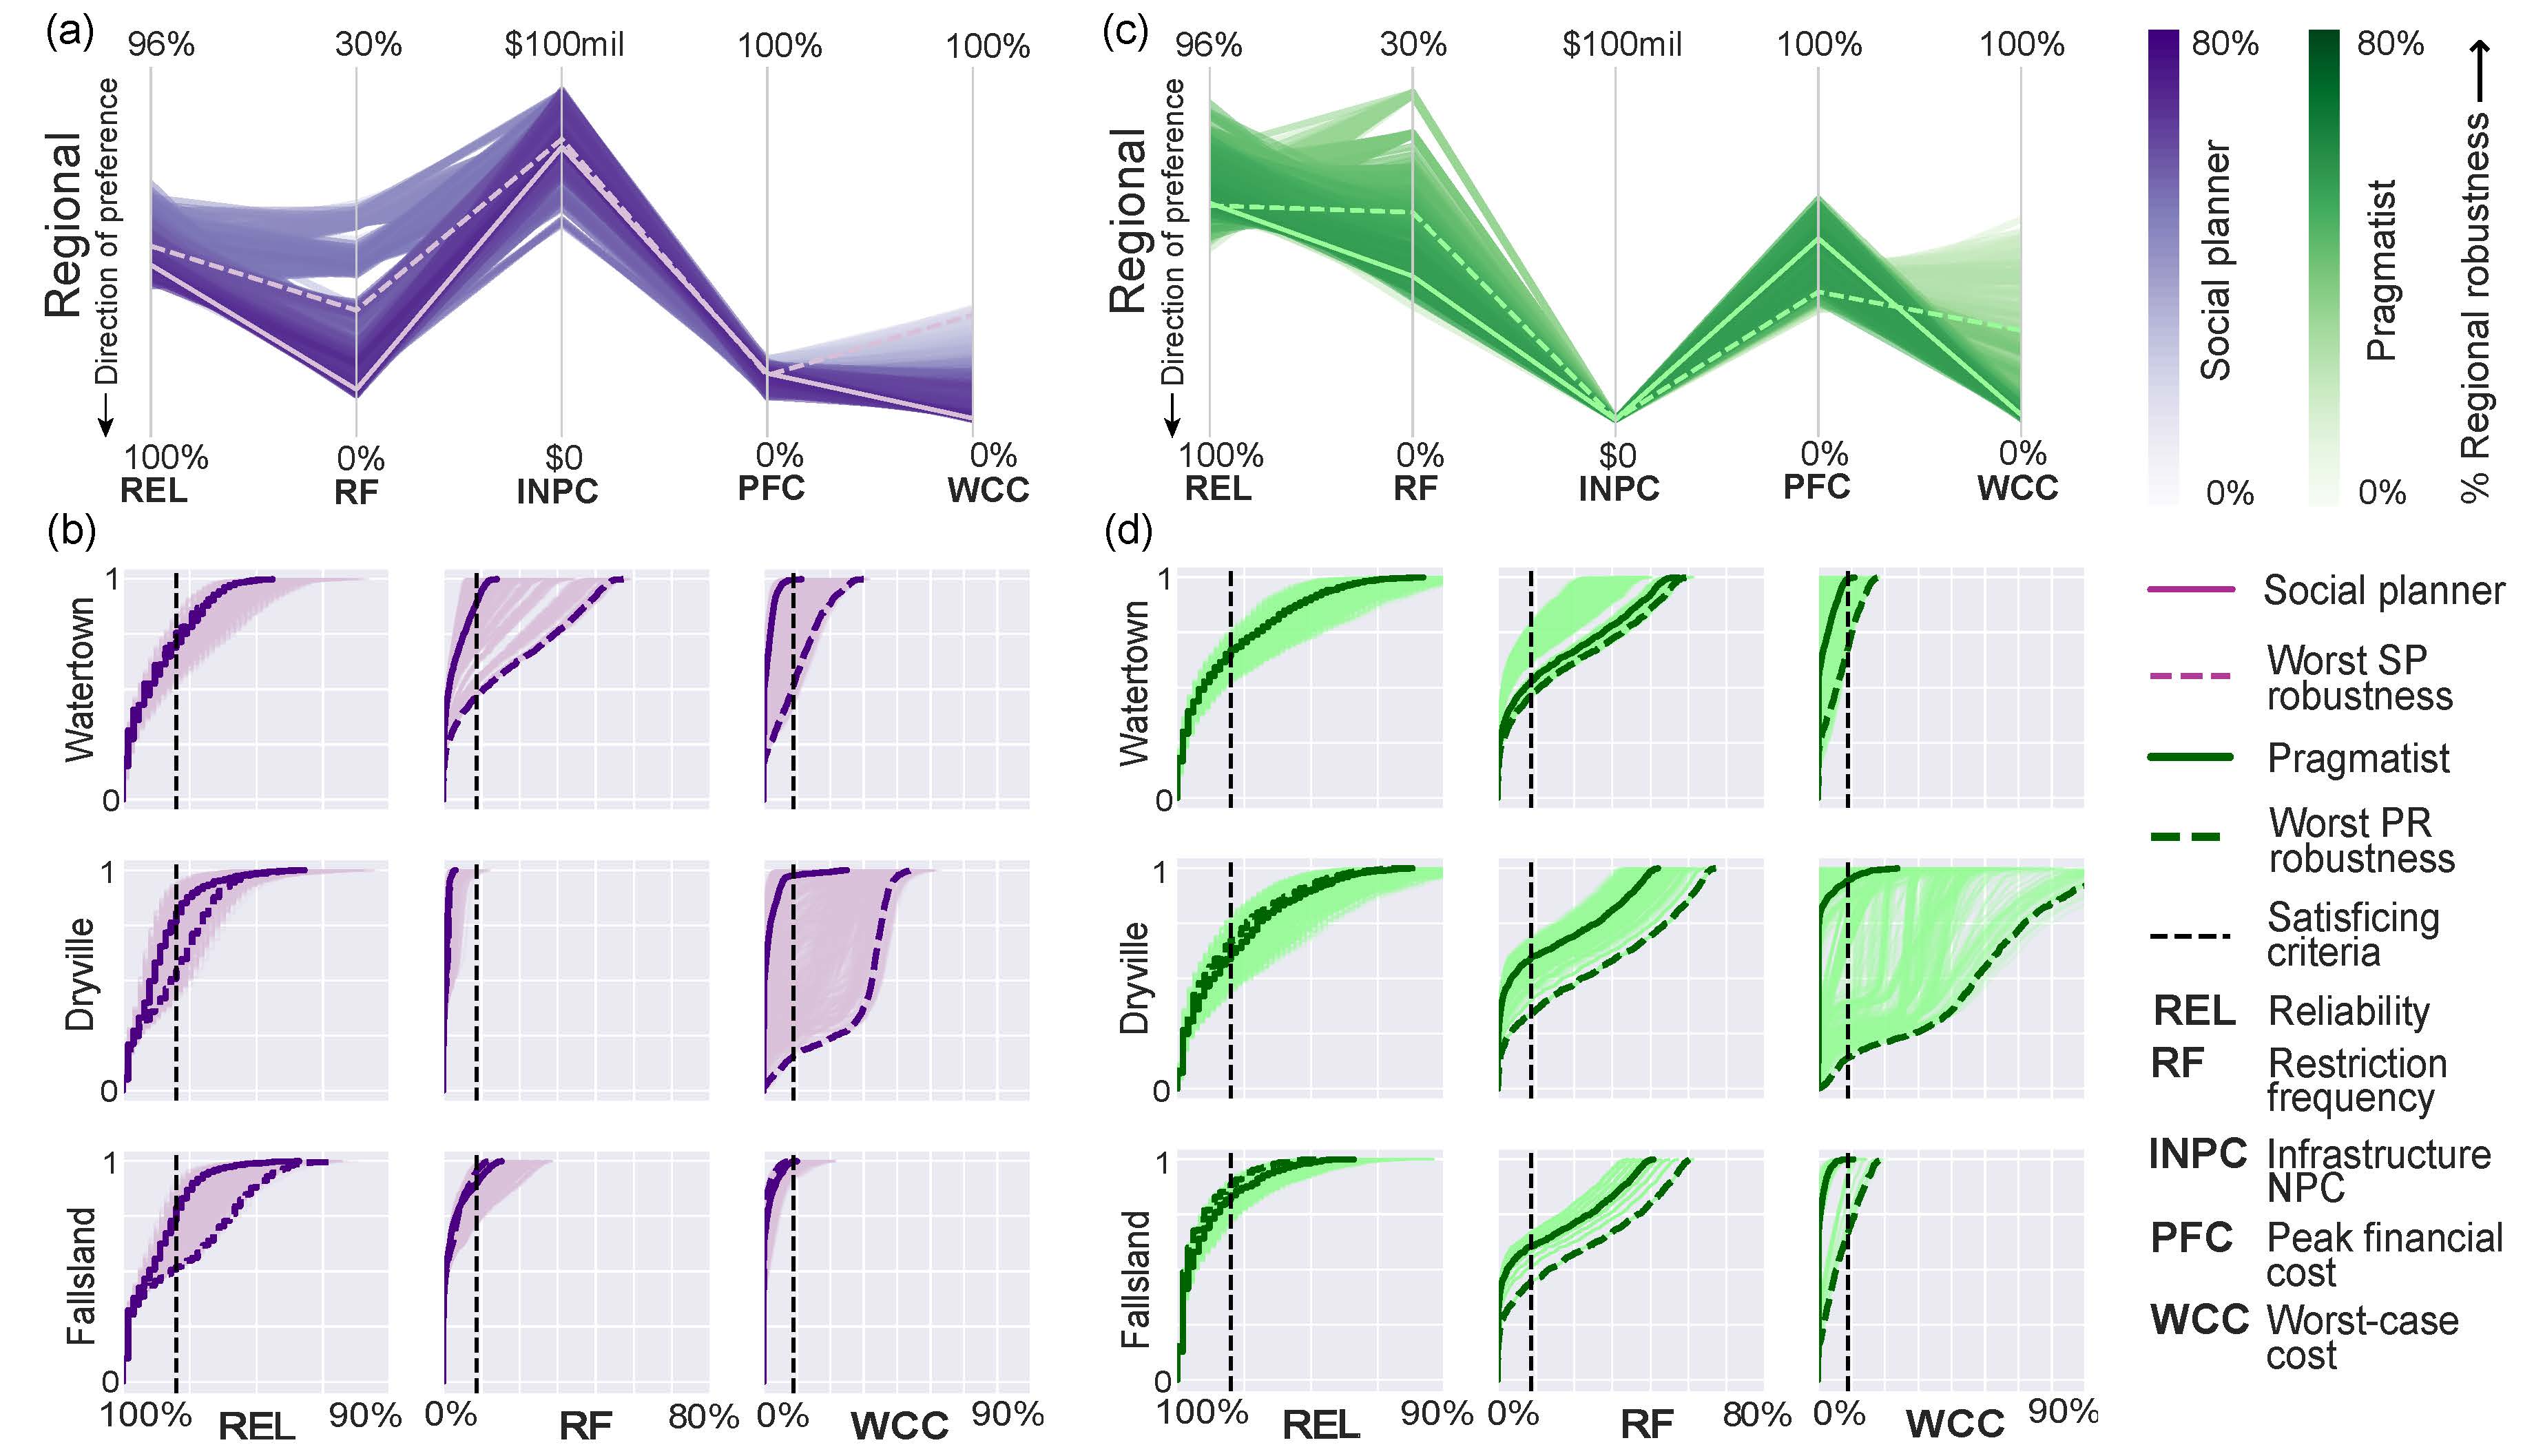 (a)
96%
30%
$100mil
100%
100%
Regional
Direction of preference
100%
0%
$0
0%
0%
REL
RF
INPC
PFC
WCC
(c)
96%
30%
$100mil
100%
100%
Regional
Direction of preference
100%
0%
$0
0%
0%
REL
RF
INPC
PFC
WCC
80%
Social planner
0%
80%
Pragmatist
0%
% Regional robustness
(b)
1
Watertown
0
1
Dryville
0
1
Fallsland
0
100%
REL
90%
0%
RF
80%
0%
WCC
90%
(d)
1
Watertown
0
1
Dryville
0
1
Fallsland
0
100%
REL
90%
0%
RF
80%
0%
WCC
90%
Social planner
Worst SP
robustness
Pragmatist
Worst PR
robustness
Satisficing
criteria
REL Reliability
RF Restriction
frequency
INPC Infrastructure
NPC
PFC Peak financial
cost
WCC Worst-case
cost